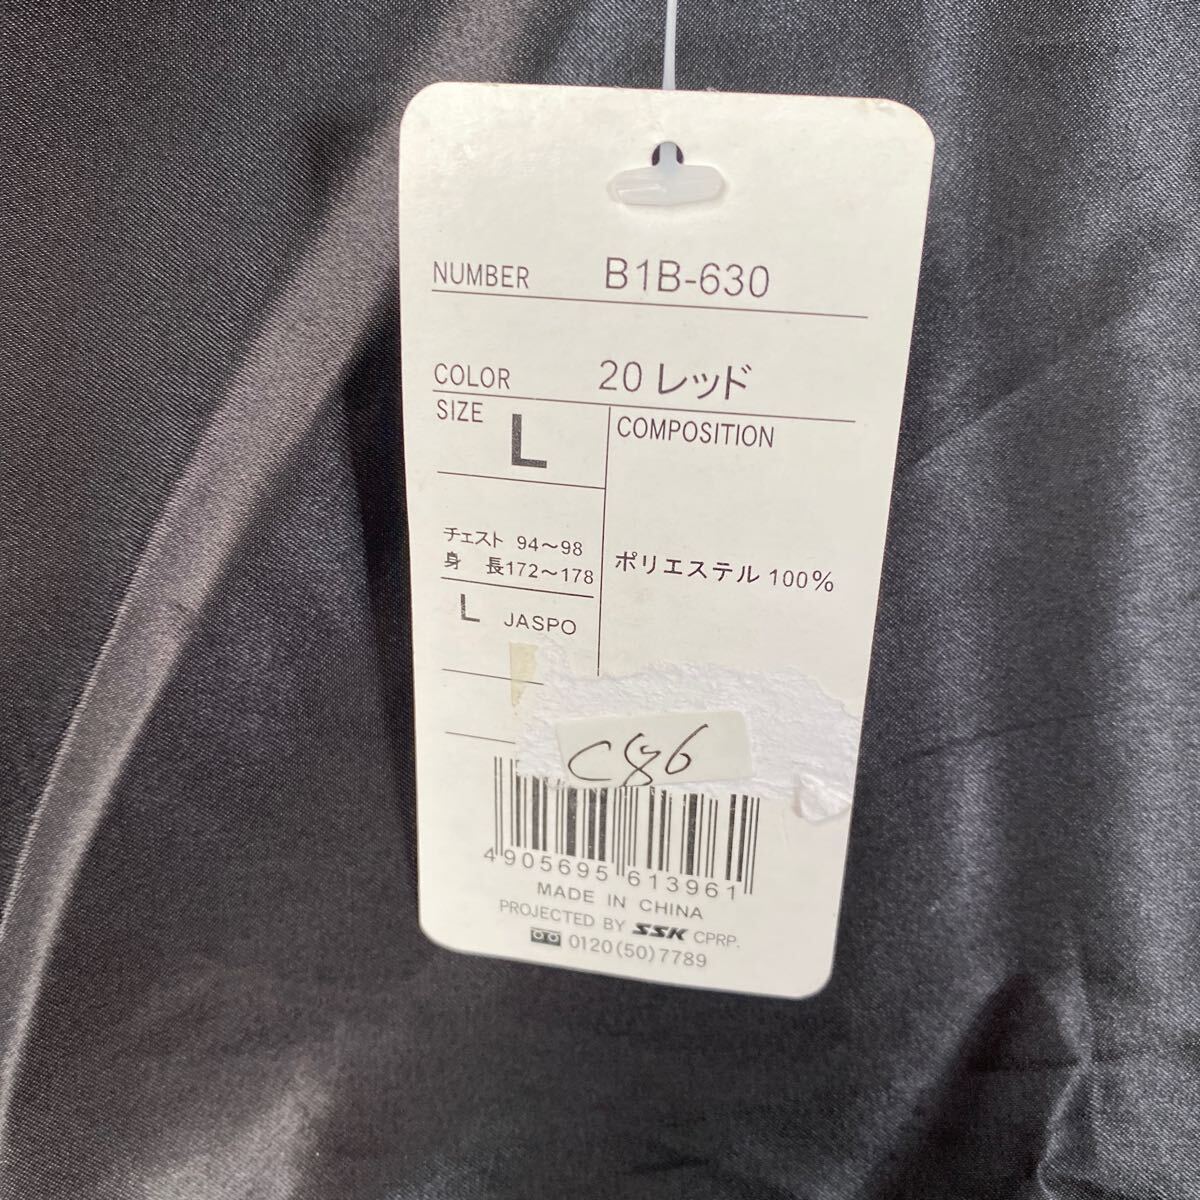 NUMBER B1B-630
COLOR 20 レッド
SIZE L
COMPOSITION
チェスト 94～98
身 長172～178
ポリエステル 100%
L JASPO
C86
4905695613961
MADE IN CHINA
PROJECTED BY SSK CPRP.
0120(50)7789